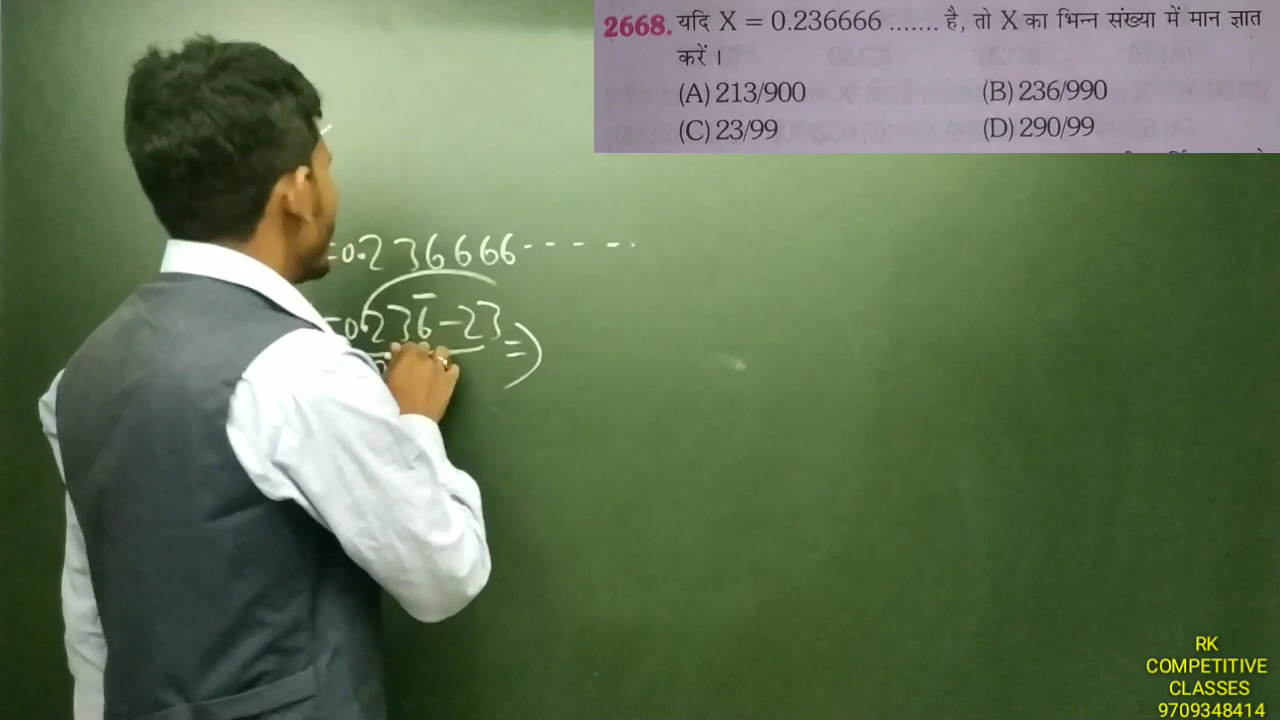 2668. यदि X = 0.236666 ....... है, तो X का भिन्न संख्या में मान ज्ञात
करें ।
(A) 213/900 (B) 236/990
(C) 23/99 (D) 290/99
=0.236666-----
=0.236̅-23 =)
RK
COMPETITIVE
CLASSES
9709348414